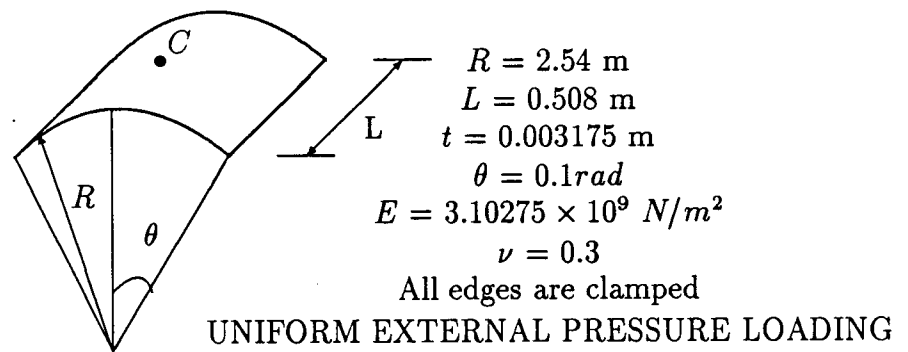 C
R = 2.54 m
L = 0.508 m
L
t = 0.003175 m
θ = 0.1rad
R
θ
E = 3.10275 × 10⁹ N/m²
ν = 0.3
All edges are clamped
UNIFORM EXTERNAL PRESSURE LOADING